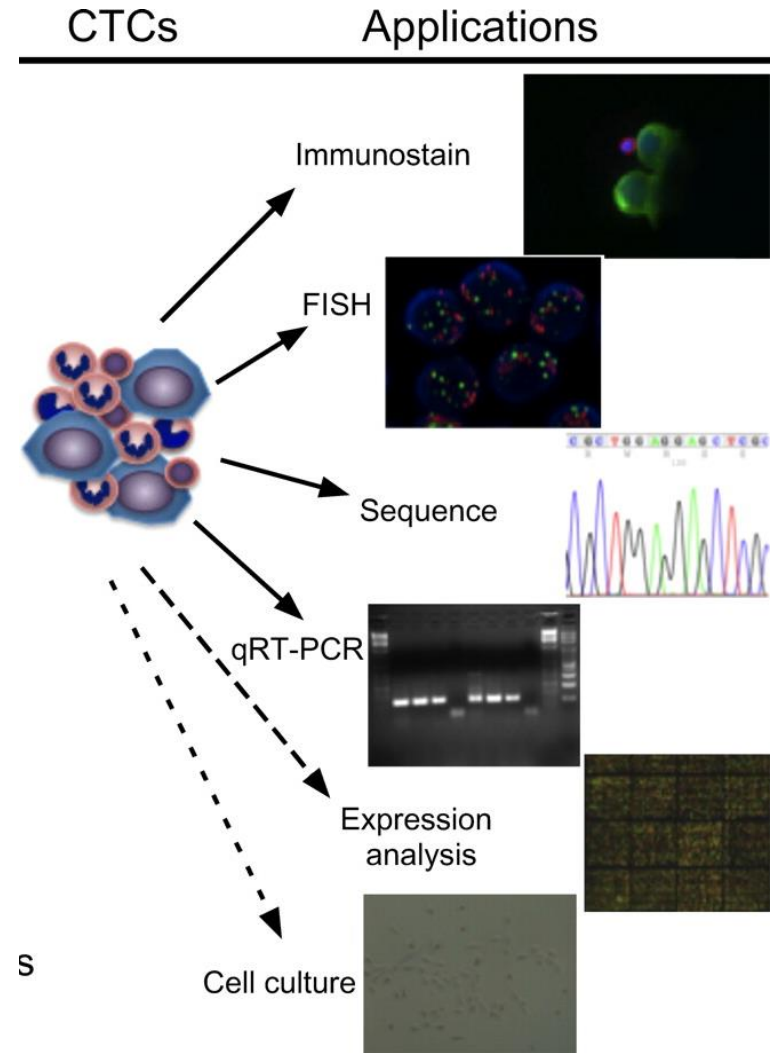 CTCs Applications
Immunostain
FISH
C G C T G G A G G A G C T C G C
Sequence
qRT-PCR
Expression
analysis
Cell culture
s